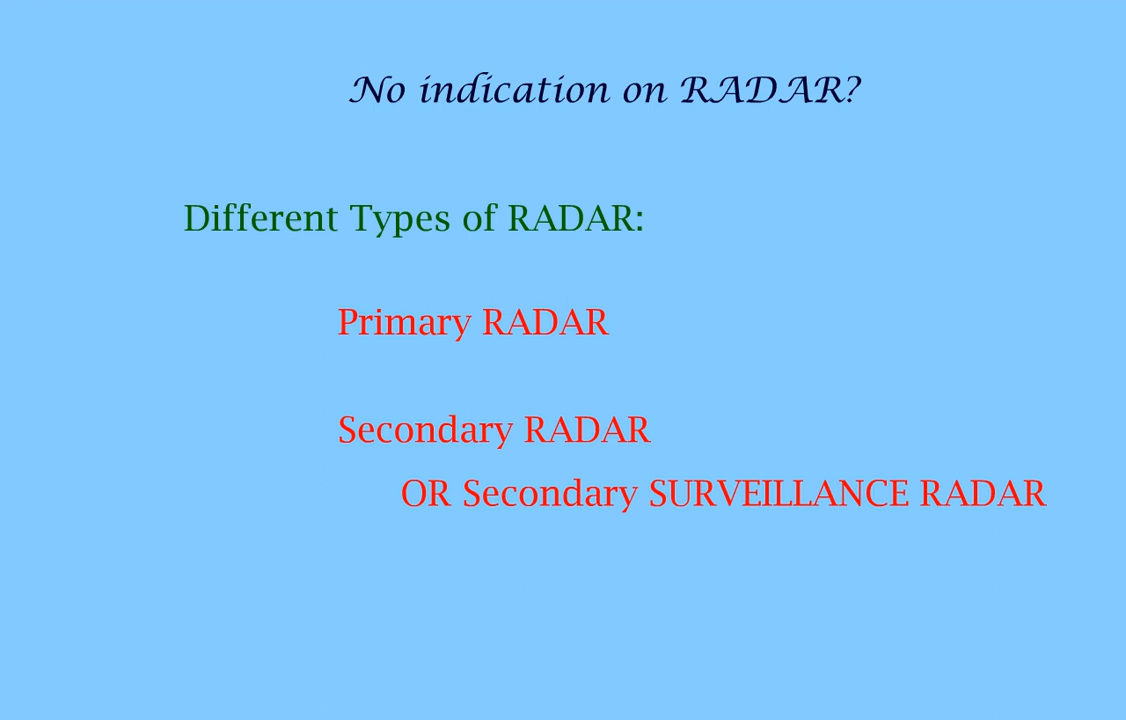 No indication on RADAR?
Different Types of RADAR:
Primary RADAR
Secondary RADAR
OR Secondary SURVEILLANCE RADAR